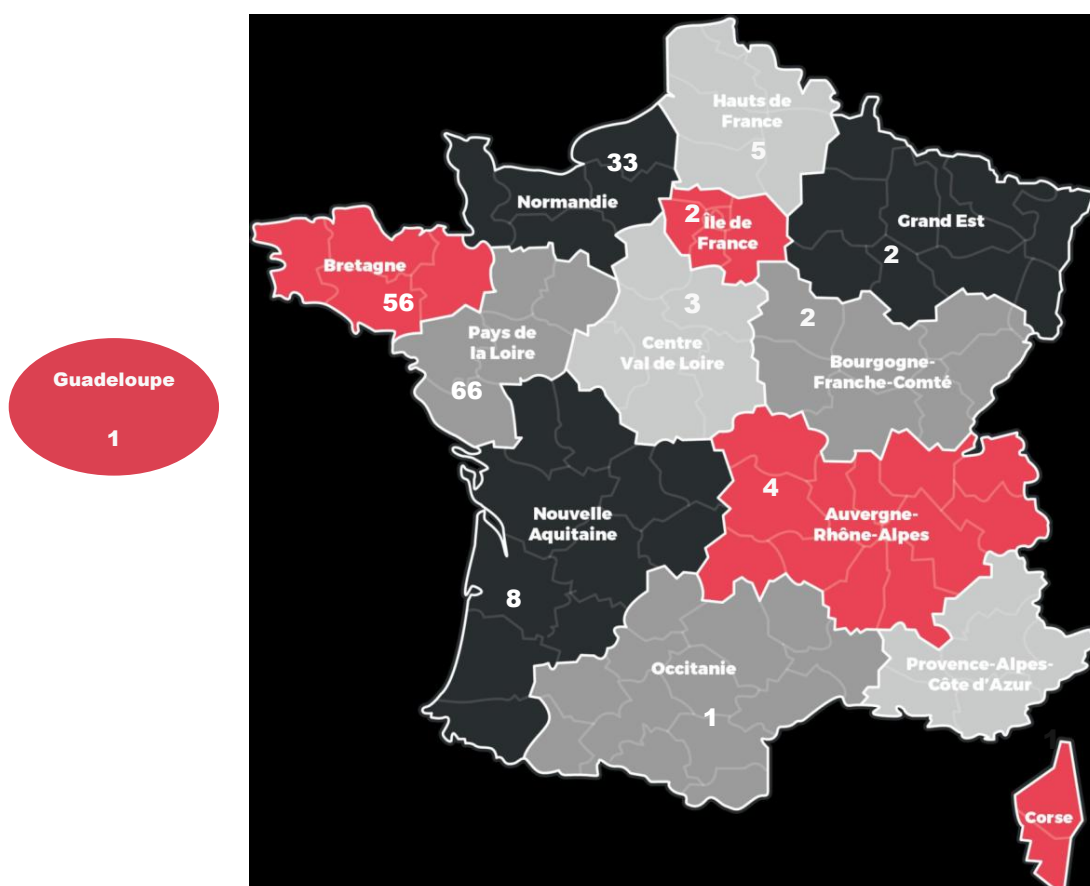 Hauts de
France
5
33
Normandie
2
Île de
France
Grand Est
2
Bretagne
56
Pays de
la Loire
66
3
Centre
Val de Loire
2
Bourgogne-
Franche-Comté
Guadeloupe
1
4
Auvergne-
Rhône-Alpes
Nouvelle
Aquitaine
8
Occitanie
1
Provence-Alpes-
Côte d'Azur
1
Corse